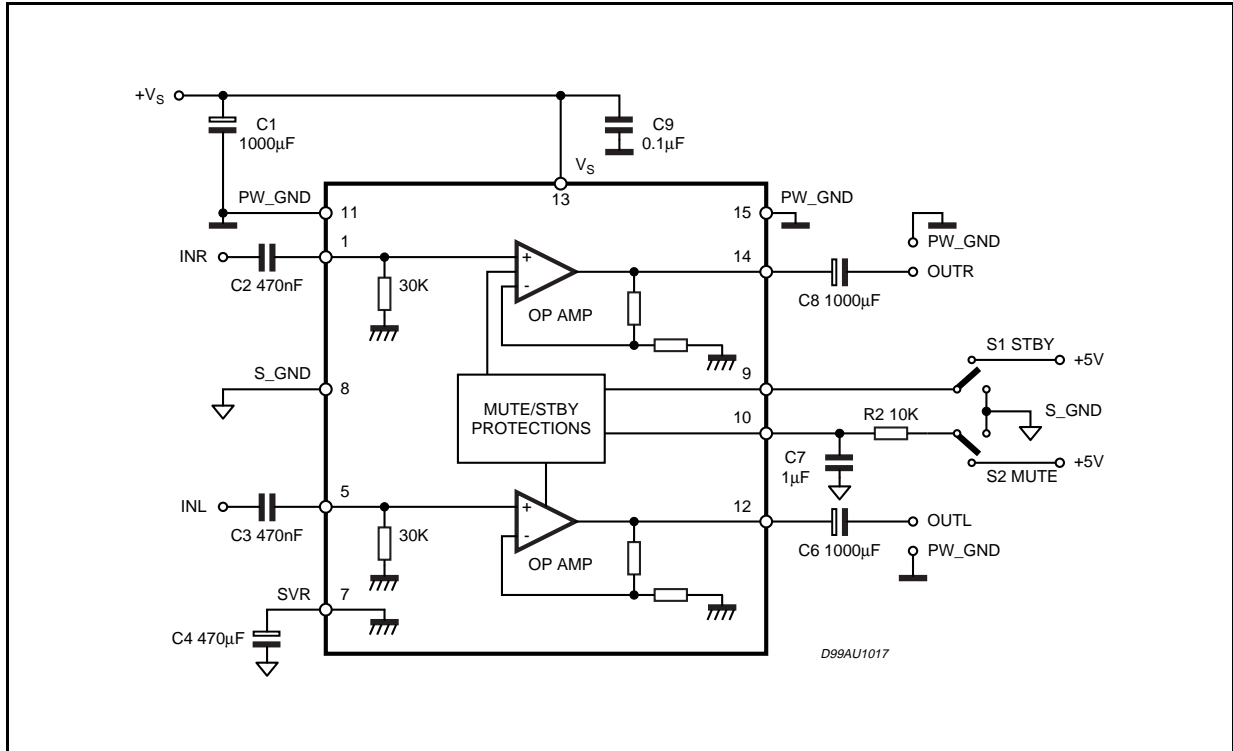 +VS
C1
1000μF
C9
0.1μF
VS
13
PW_GND
11
15
PW_GND
INR
C2 470nF
1
30K
+
-
OP AMP
14
C8 1000μF
PW_GND
OUTR
S_GND
8
MUTE/STBY
PROTECTIONS
9
S1 STBY
+5V
10
R2 10K
S_GND
C7
1μF
S2 MUTE
+5V
INL
C3 470nF
5
30K
+
-
OP AMP
12
C6 1000μF
OUTL
PW_GND
SVR
7
C4 470μF
D99AU1017